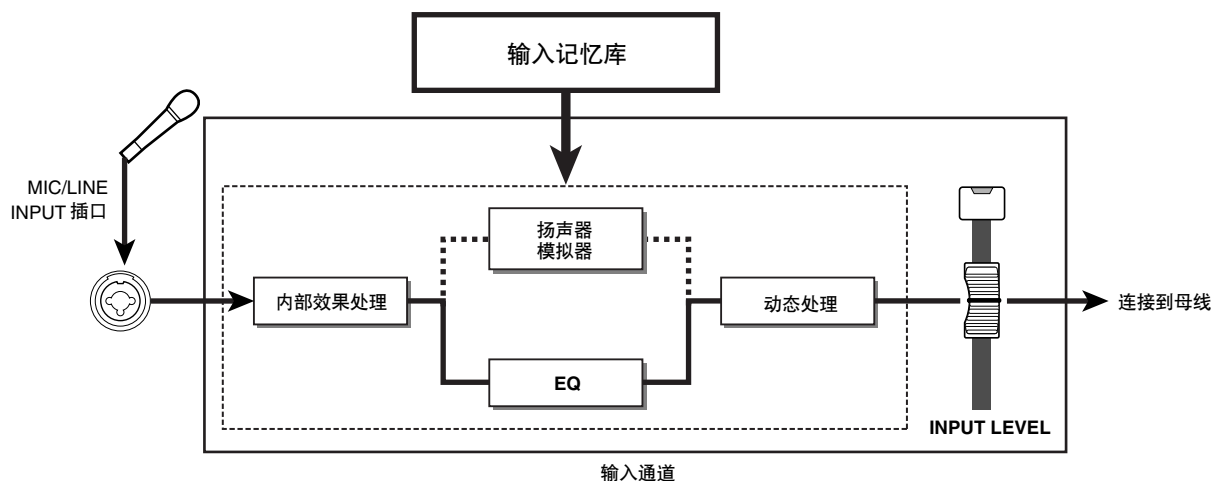 输入记忆库
MIC/LINE
INPUT 插口
扬声器
模拟器
内部效果处理
动态处理
连接到母线
EQ
INPUT LEVEL
输入通道